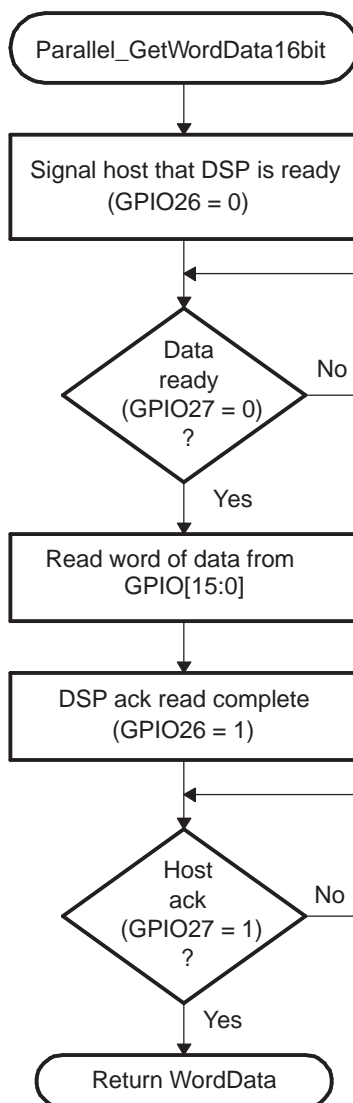 Parallel_GetWordData16bit
Signal host that DSP is ready
(GPIO26 = 0)
Data
ready
(GPIO27 = 0)
?
No
Yes
Read word of data from
GPIO[15:0]
DSP ack read complete
(GPIO26 = 1)
Host
ack
(GPIO27 = 1)
?
No
Yes
Return WordData